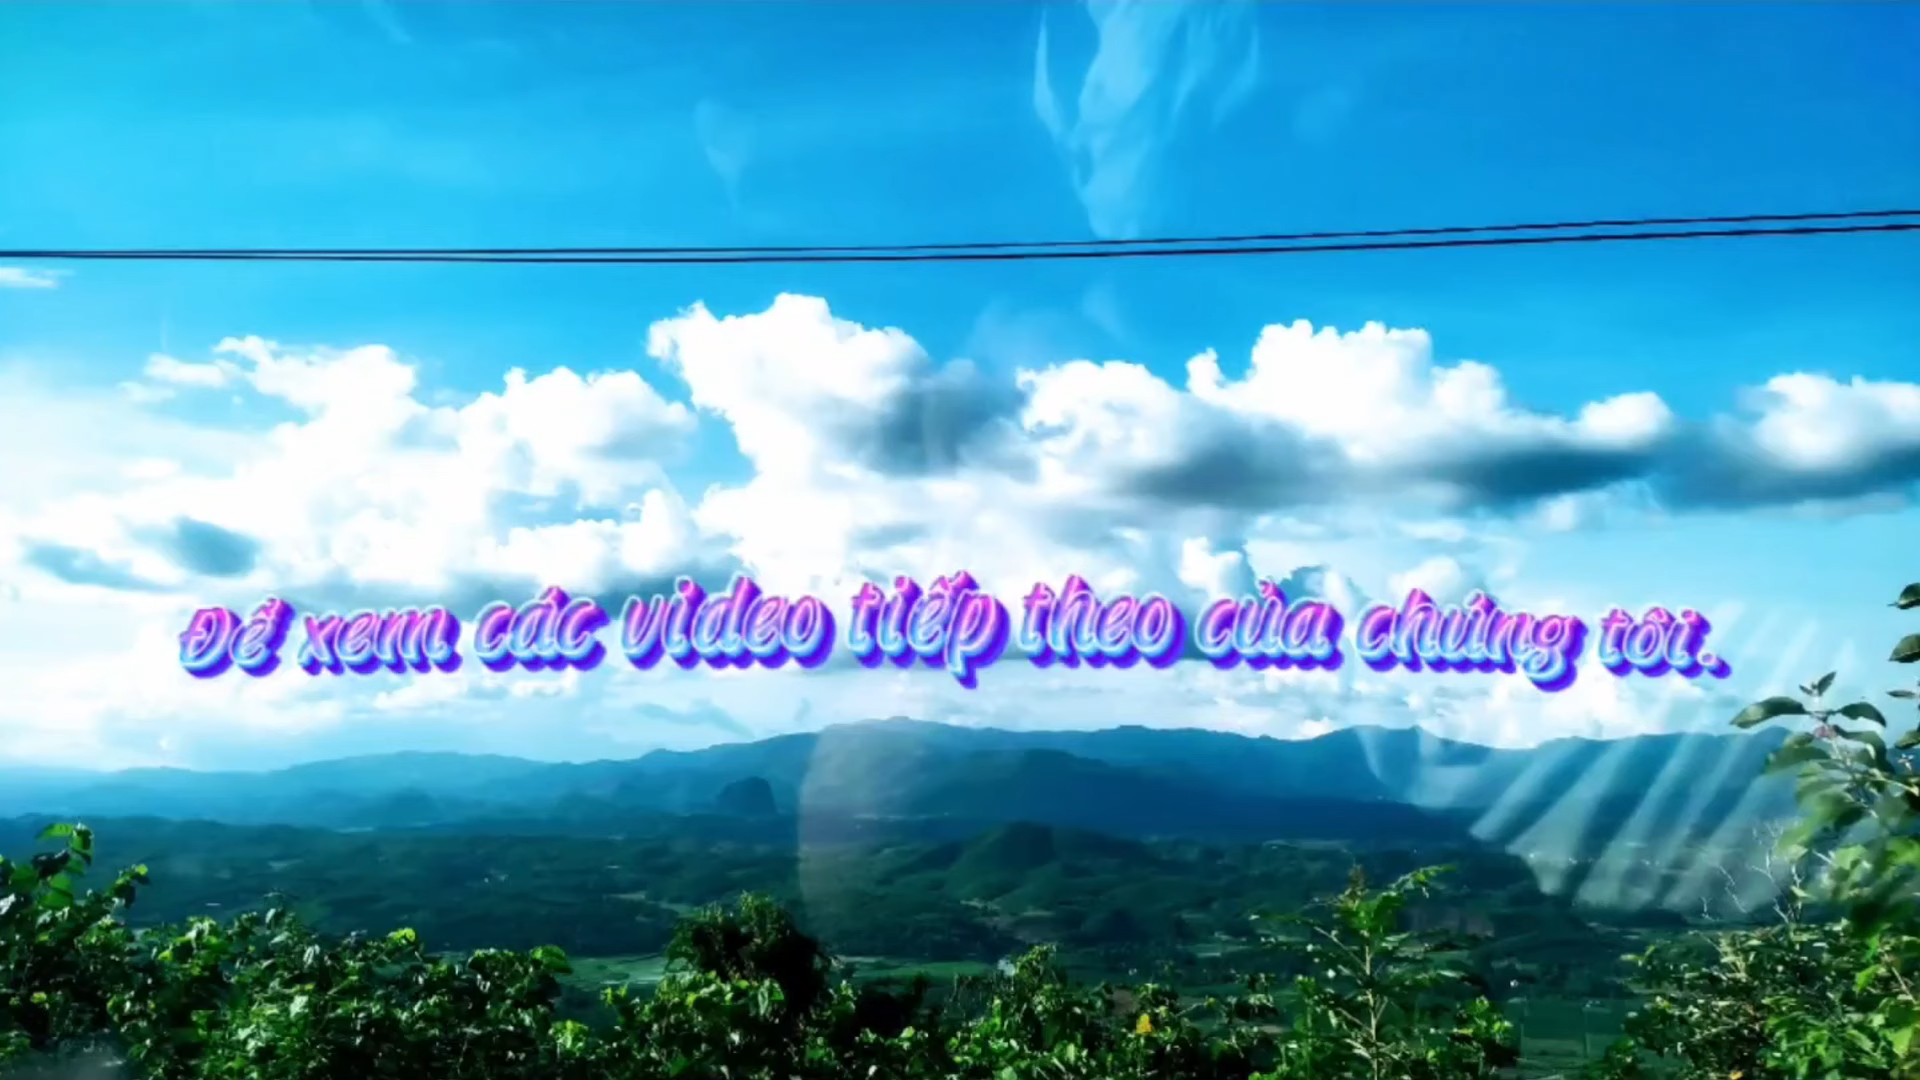 Để xem các video tiếp theo của chúng tôi.